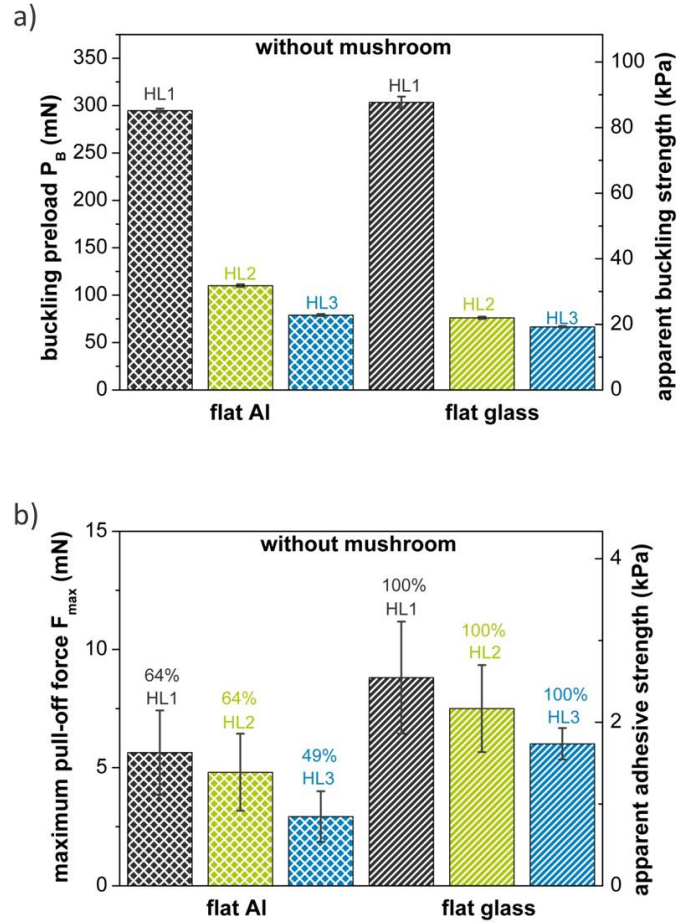 a)
without mushroom
buckling preload P_B (mN)
350
300
250
200
150
100
50
0
HL1
HL2
HL3
HL1
HL2
HL3
100
80
60
40
20
0
apparent buckling strength (kPa)
flat Al
flat glass
b)
without mushroom
maximum pull-off force F_max (mN)
15
10
5
0
64%
HL1
64%
HL2
49%
HL3
100%
HL1
100%
HL2
100%
HL3
4
2
0
apparent adhesive strength (kPa)
flat Al
flat glass